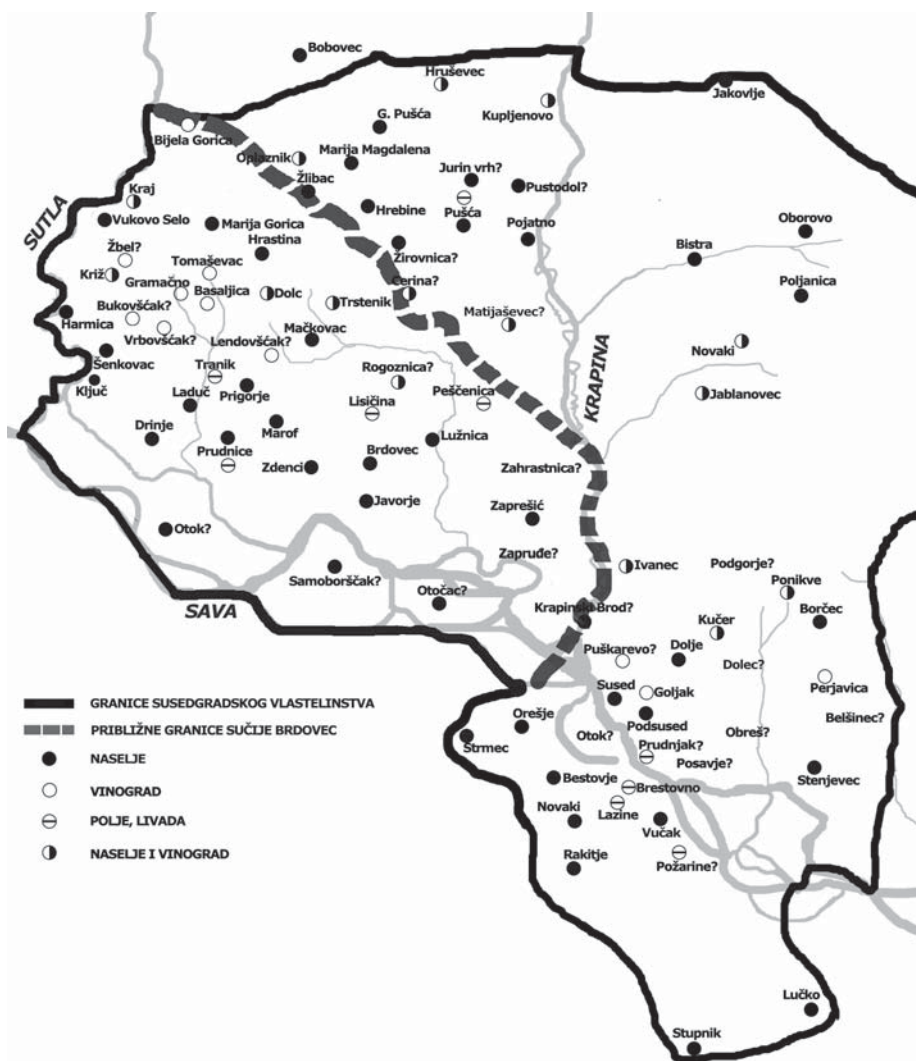 Bobovec
Hruševec
Jakovlje
Kupljenovo
G. Pušća
Bijela Gorica
Marija Magdalena
Oplaznik
Jurin vrh?
Žlibac
Pustodol?
Kraj
SUTLA
Hrebine
Vukovo Selo
Marija Gorica
Pušća
Pojatno
Oborovo
Hrastina
Bistra
Žbel?
Tomaševac
Žirovnica?
Križ
Gramačno
Basaljica
Dolc
Cerina?
Poljanica
Bukovšćak?
Trstenik
Matijaševec?
Harmica
Vrbovšćak?
Lendovšćak?
Mačkovac
Novaki
Šenkovac
Tranik
Rogoznica?
KRAPINA
Ključ
Laduč
Prigorje
Lisičina
Peščenica
Jablanovec
Drinje
Marof
Lužnica
Prudnice
Zdenci
Brdovec
Zahrastnica?
Javorje
Zaprešić
Otok?
Zapruđe?
Samoborščak?
Ivanec
Podgorje?
Ponikve
Otočac?
SAVA
Krapinski Brod?
Kučer
Borčec
Puškarevo?
Dolje
Dolec?
Perjavica
Sused
Goljak
GRANICE SUSEDGRADSKOG VLASTELINSTVA
Orešje
Podsused
Belšinec?
PRIBLIŽNE GRANICE SUČIJE BRDOVEC
Strmec
Otok?
Obreš?
Prudnjak?
NASELJE
Posavje?
Bestovje
Brestovno
Stenjevec
VINOGRAD
Novaki
Lazine
POLJE, LIVADA
Vučak
NASELJE I VINOGRAD
Rakitje
Požarine?
Lučko
Stupnik